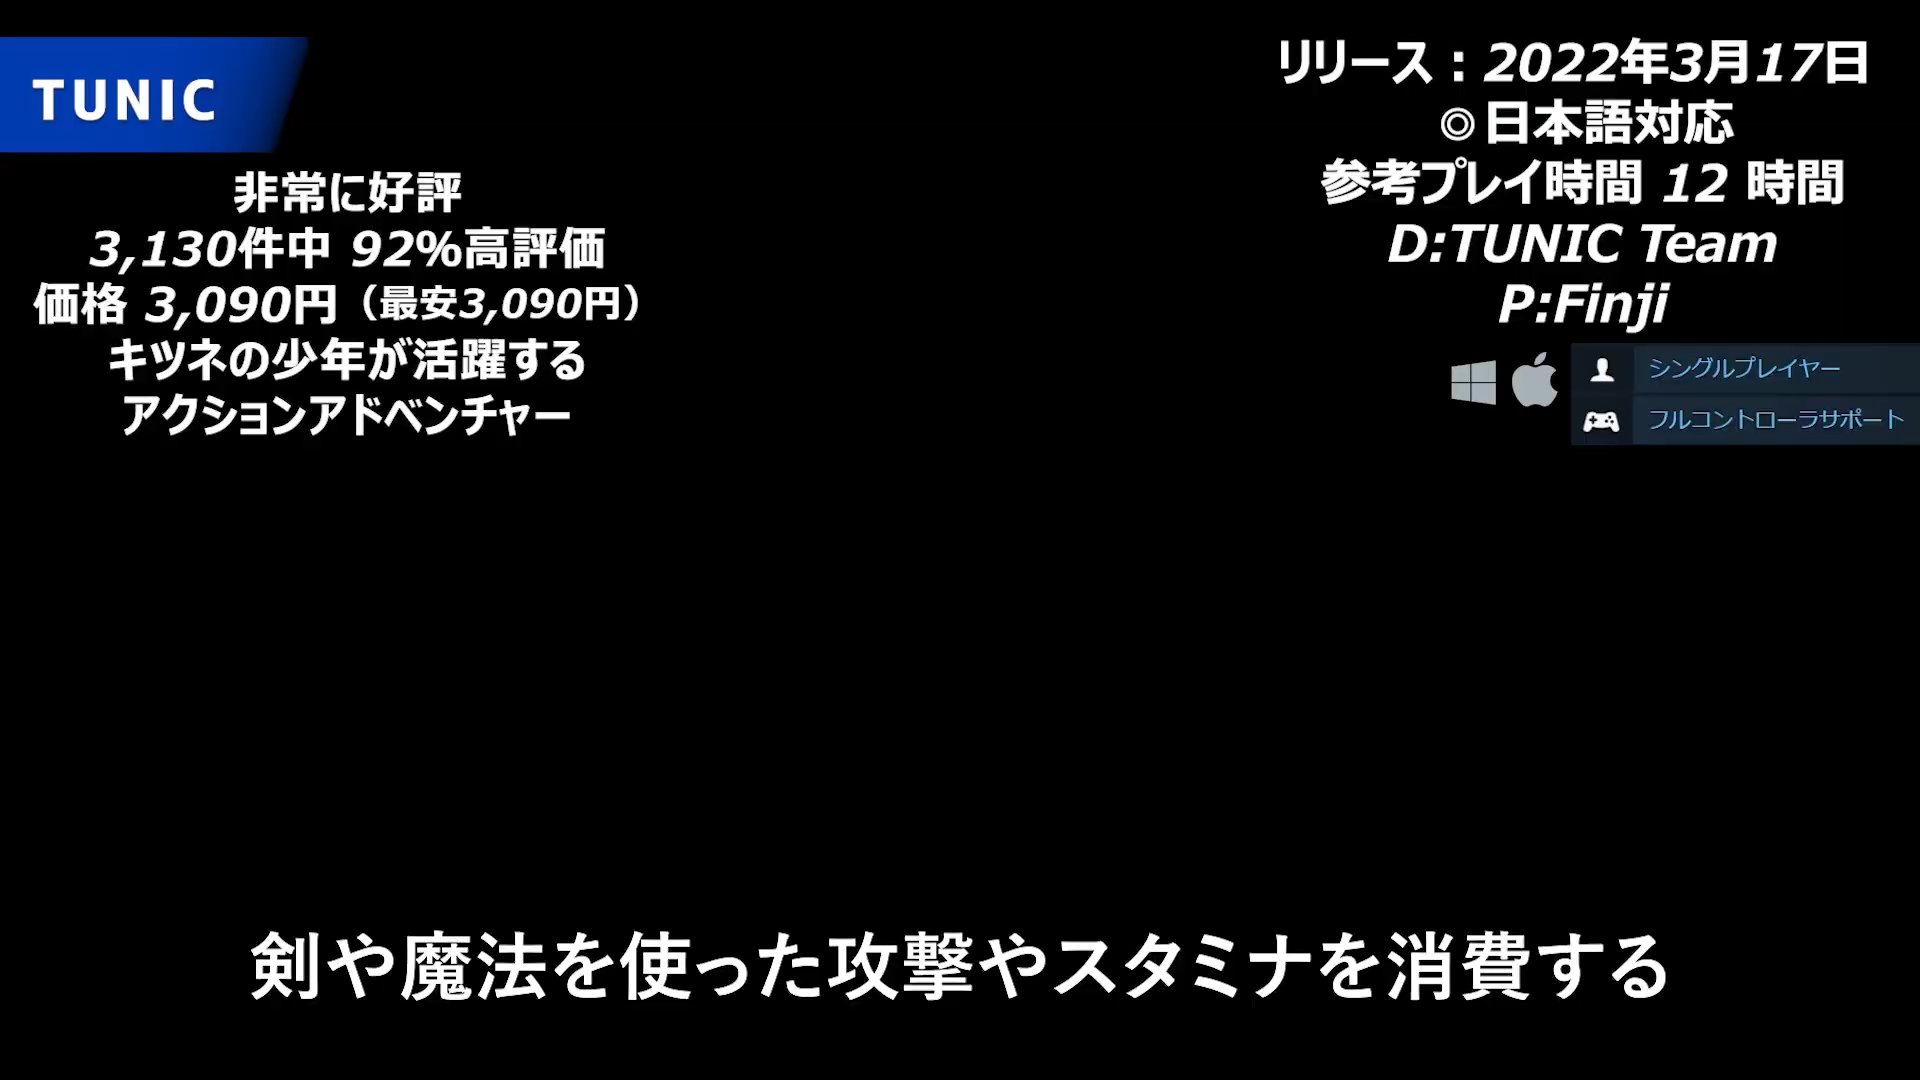 TUNIC
非常に好評
3,130件中 92%高評価
価格 3,090円（最安3,090円）
キツネの少年が活躍する
アクションアドベンチャー
リリース：2022年3月17日
◎日本語対応
参考プレイ時間 12 時間
D:TUNIC Team
P:Finji
シングルプレイヤー
フルコントローラサポート
剣や魔法を使った攻撃やスタミナを消費する